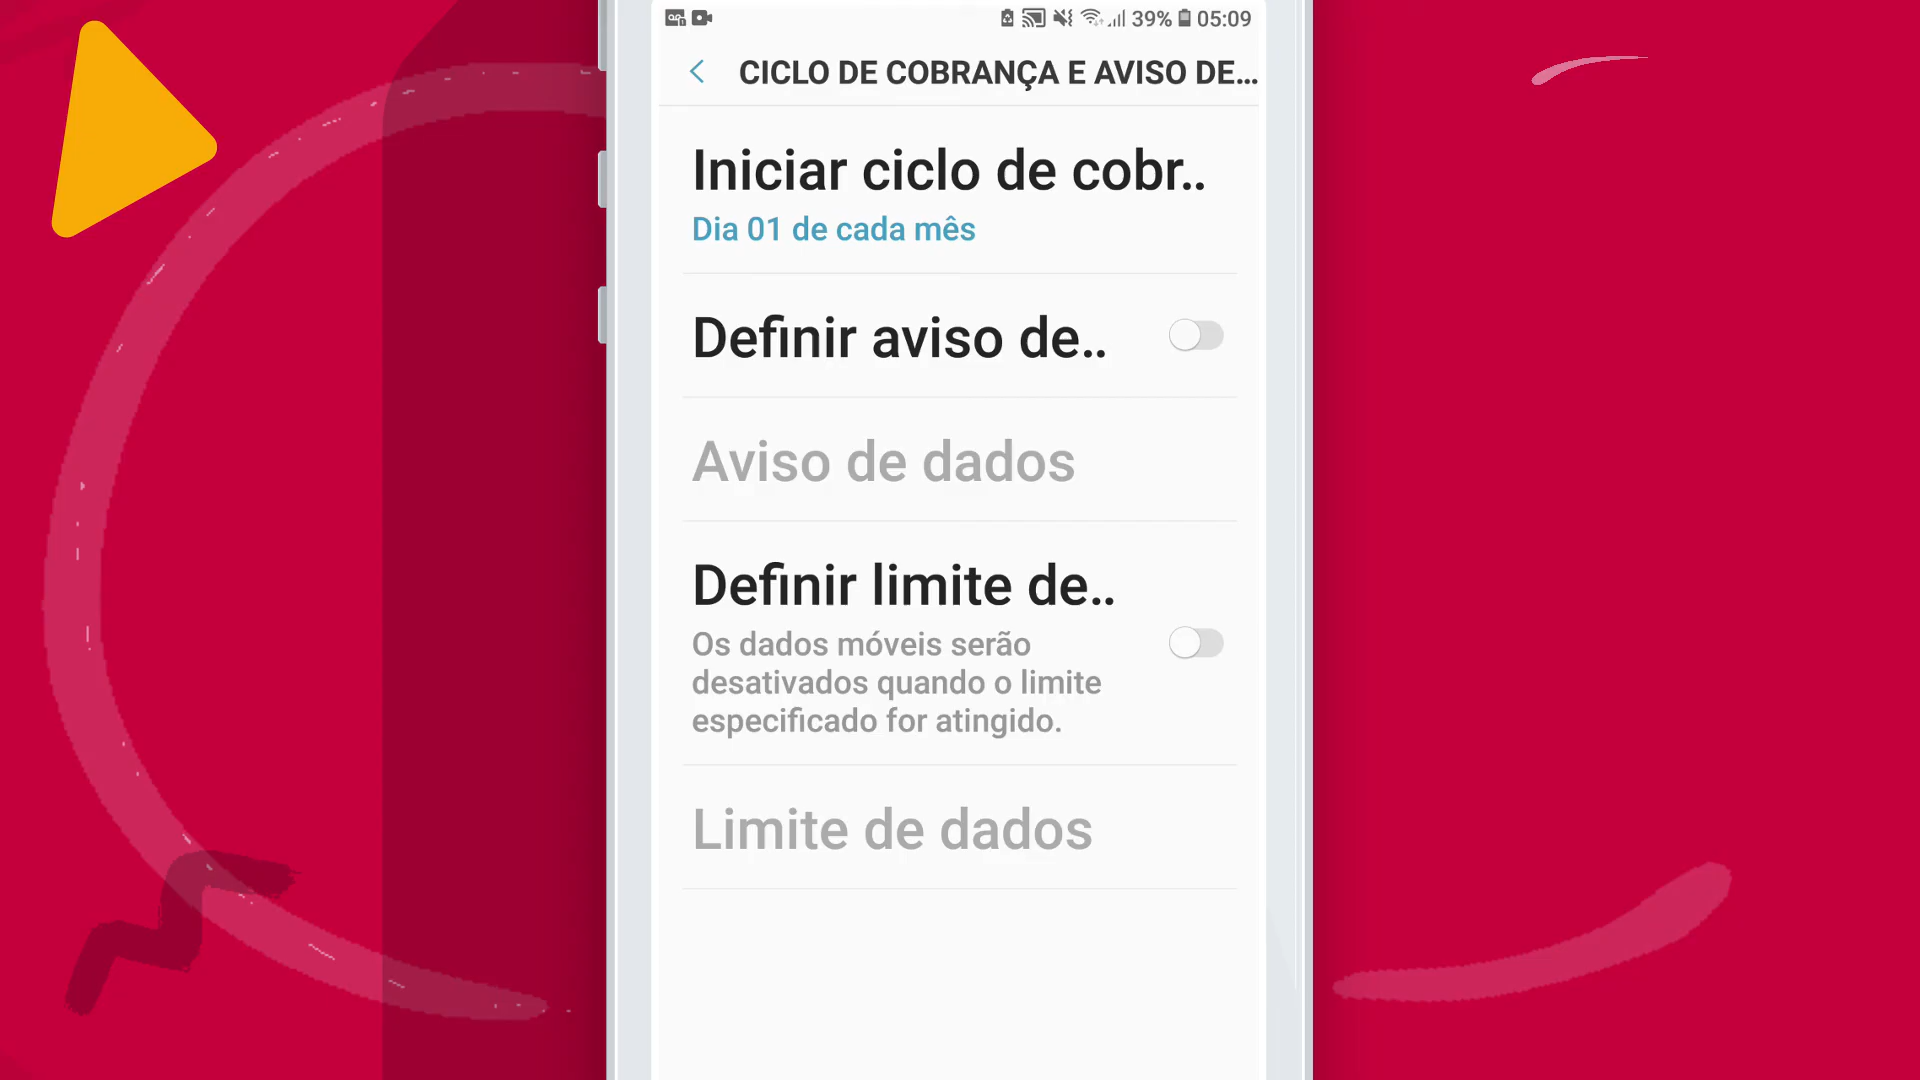 39% 05:09
CICLO DE COBRANÇA E AVISO DE...
Iniciar ciclo de cobr..
Dia 01 de cada mês
Definir aviso de..
Aviso de dados
Definir limite de..
Os dados móveis serão
desativados quando o limite
especificado for atingido.
Limite de dados